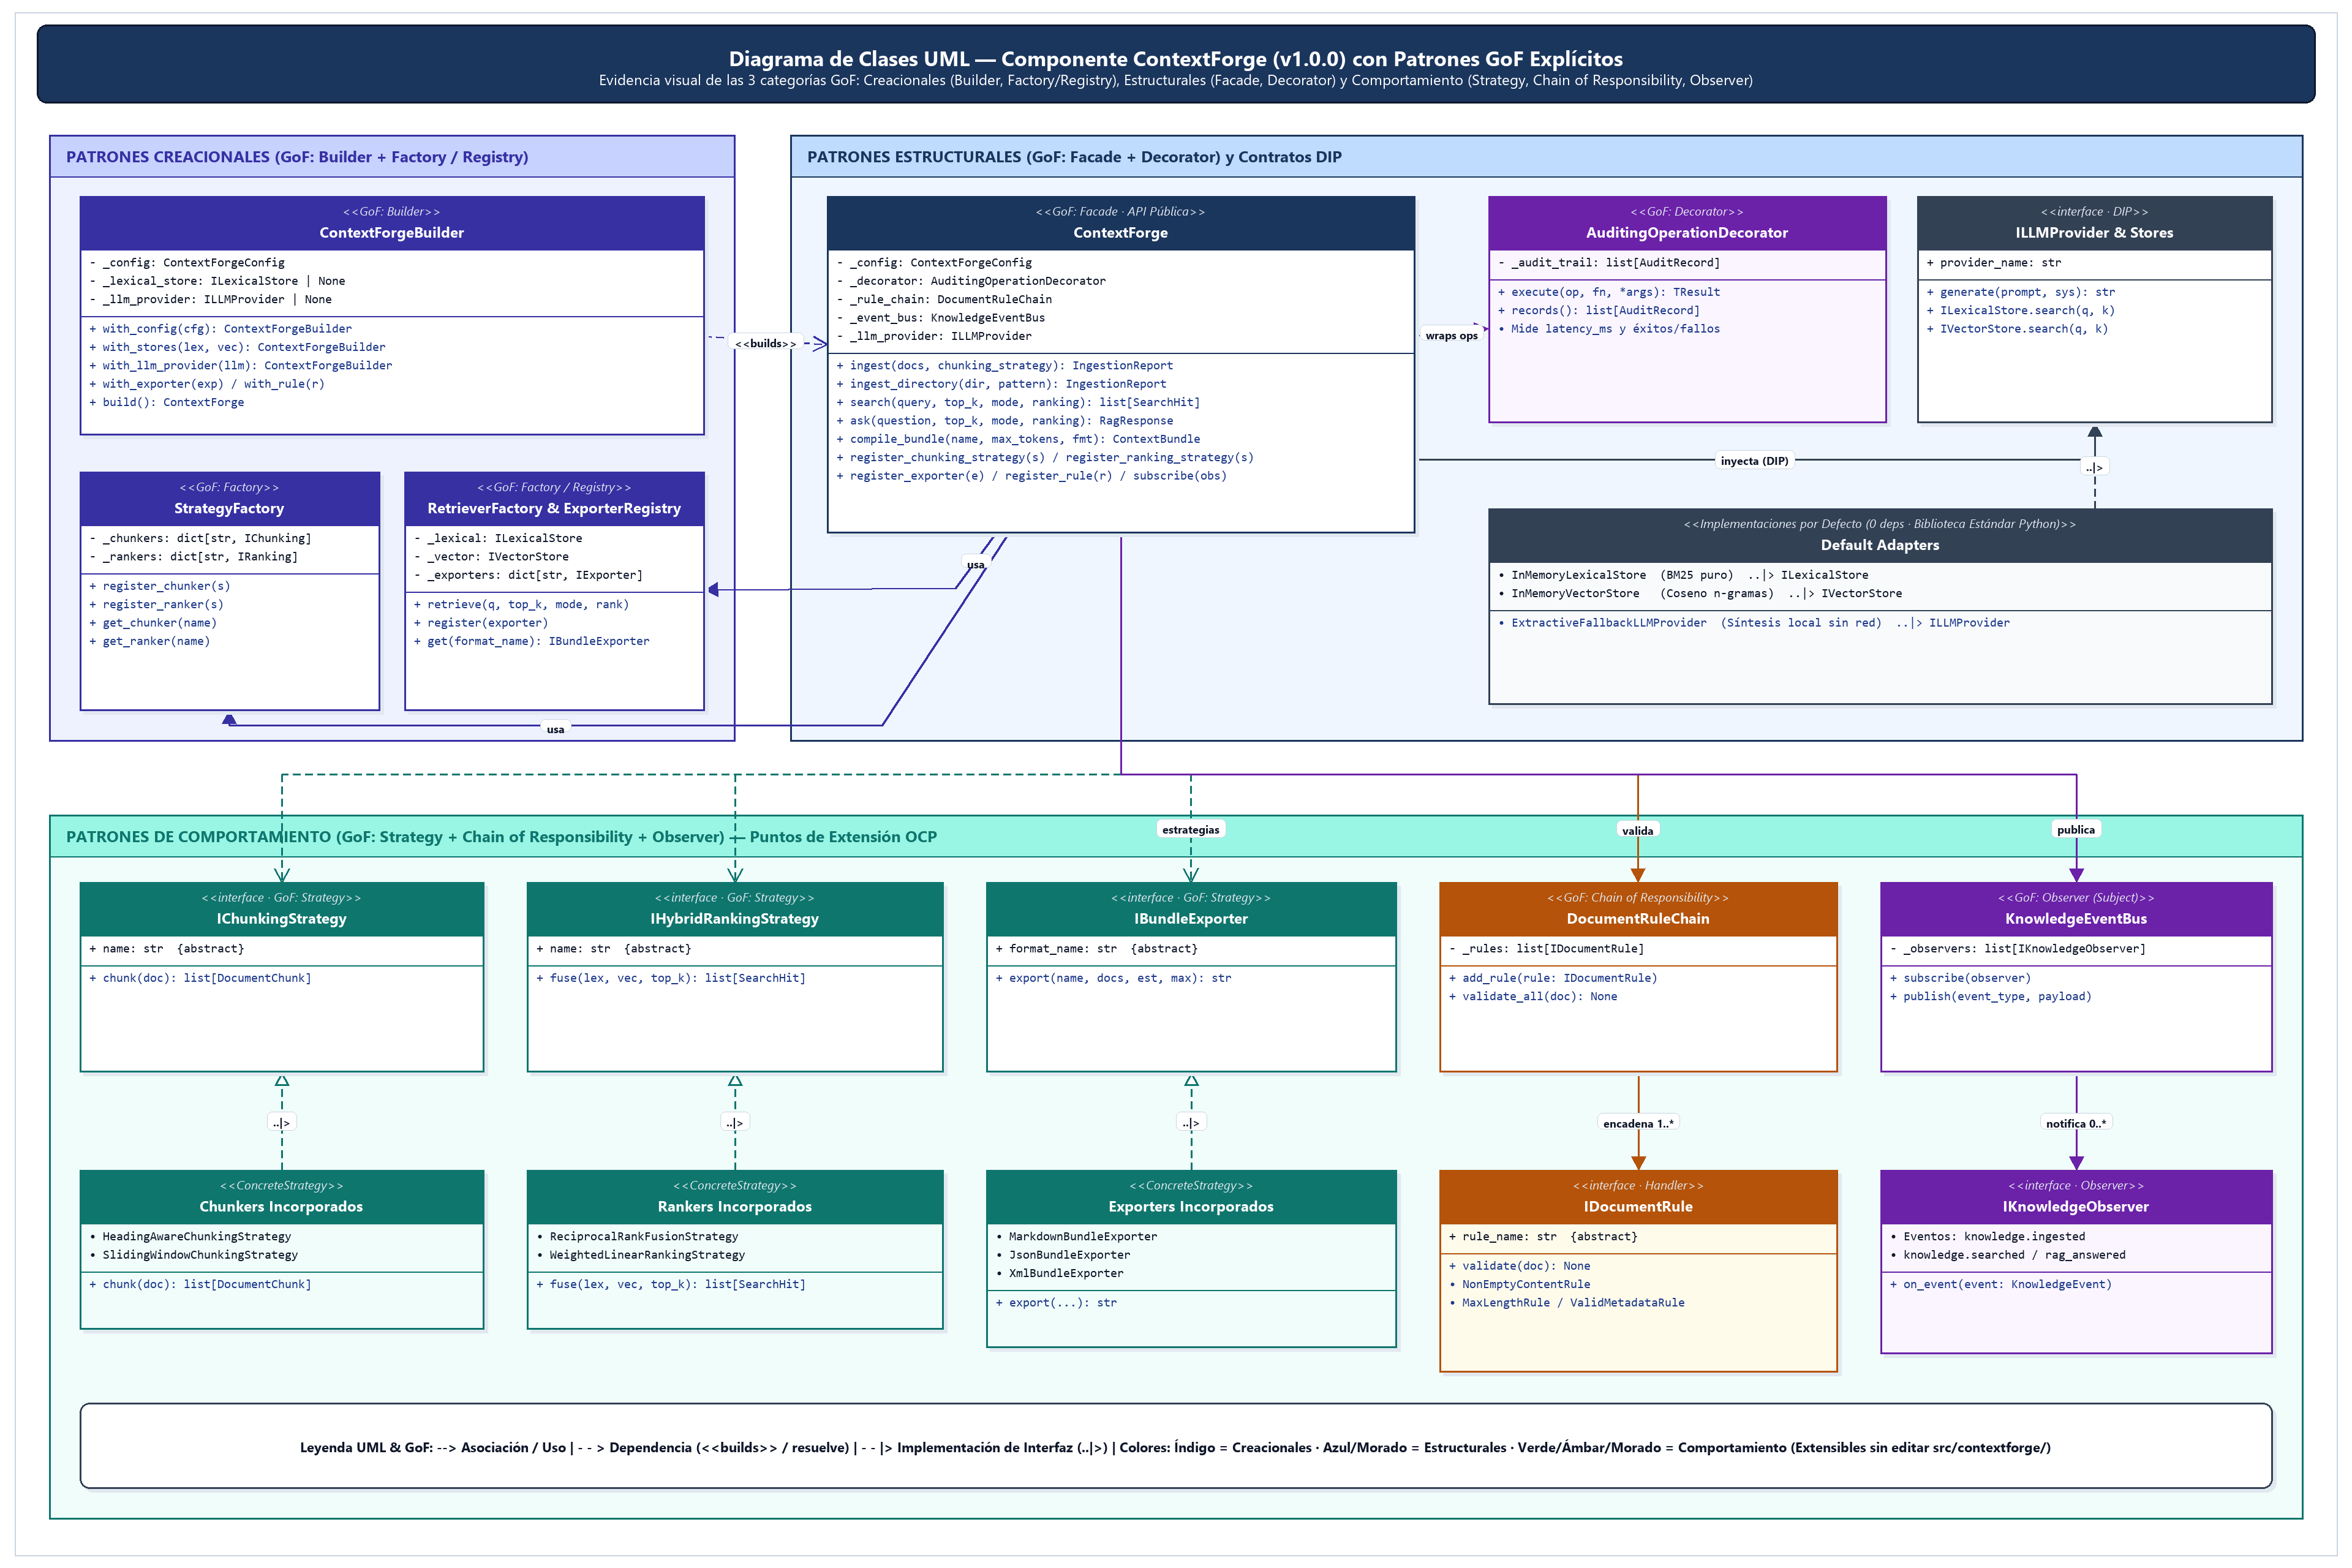 Diagrama de Clases UML — Componente ContextForge (v1.0.0) con Patrones GoF Explícitos
Evidencia visual de las 3 categorías GoF: Creacionales (Builder, Factory/Registry), Estructurales (Facade, Decorator) y Comportamiento (Strategy, Chain of Responsibility, Observer)
PATRONES CREACIONALES (GoF: Builder + Factory / Registry)
<<GoF: Builder>>
ContextForgeBuilder
- _config: ContextForgeConfig
- _lexical_store: ILexicalStore | None
- _llm_provider: ILLMProvider | None
+ with_config(cfg): ContextForgeBuilder
+ with_stores(lex, vec): ContextForgeBuilder
+ with_llm_provider(llm): ContextForgeBuilder
+ with_exporter(exp) / with_rule(r)
+ build(): ContextForge
<<GoF: Factory>>
StrategyFactory
- _chunkers: dict[str, IChunking]
- _rankers: dict[str, IRanking]
+ register_chunker(s)
+ register_ranker(s)
+ get_chunker(name)
+ get_ranker(name)
<<GoF: Factory / Registry>>
RetrieverFactory & ExporterRegistry
- _lexical: ILexicalStore
- _vector: IVectorStore
- _exporters: dict[str, IExporter]
+ retrieve(q, top_k, mode, rank)
+ register(exporter)
+ get(format_name): IBundleExporter
usa
<<builds>>
PATRONES ESTRUCTURALES (GoF: Facade + Decorator) y Contratos DIP
<<GoF: Facade · API Pública>>
ContextForge
- _config: ContextForgeConfig
- _decorator: AuditingOperationDecorator
- _rule_chain: DocumentRuleChain
- _event_bus: KnowledgeEventBus
- _llm_provider: ILLMProvider
+ ingest(docs, chunking_strategy): IngestionReport
+ ingest_directory(dir, pattern): IngestionReport
+ search(query, top_k, mode, ranking): list[SearchHit]
+ ask(question, top_k, mode, ranking): RagResponse
+ compile_bundle(name, max_tokens, fmt): ContextBundle
+ register_chunking_strategy(s) / register_ranking_strategy(s)
+ register_exporter(e) / register_rule(r) / subscribe(obs)
usa
wraps ops
<<GoF: Decorator>>
AuditingOperationDecorator
- _audit_trail: list[AuditRecord]
+ execute(op, fn, *args): TResult
+ records(): list[AuditRecord]
• Mide latency_ms y éxitos/fallos
<<interface · DIP>>
ILLMProvider & Stores
+ provider_name: str
+ generate(prompt, sys): str
+ ILexicalStore.search(q, k)
+ IVectorStore.search(q, k)
inyecta (DIP)
..|>
<<Implementaciones por Defecto (0 deps · Biblioteca Estándar Python)>>
Default Adapters
• InMemoryLexicalStore  (BM25 puro)  ..|> ILexicalStore
• InMemoryVectorStore   (Coseno n-gramas)  ..|> IVectorStore
• ExtractiveFallbackLLMProvider  (Síntesis local sin red)  ..|> ILLMProvider
PATRONES DE COMPORTAMIENTO (GoF: Strategy + Chain of Responsibility + Observer) — Puntos de Extensión OCP
estrategias
valida
publica
<<interface · GoF: Strategy>>
IChunkingStrategy
+ name: str  {abstract}
+ chunk(doc): list[DocumentChunk]
<<interface · GoF: Strategy>>
IHybridRankingStrategy
+ name: str  {abstract}
+ fuse(lex, vec, top_k): list[SearchHit]
<<interface · GoF: Strategy>>
IBundleExporter
+ format_name: str  {abstract}
+ export(name, docs, est, max): str
<<GoF: Chain of Responsibility>>
DocumentRuleChain
- _rules: list[IDocumentRule]
+ add_rule(rule: IDocumentRule)
+ validate_all(doc): None
<<GoF: Observer (Subject)>>
KnowledgeEventBus
- _observers: list[IKnowledgeObserver]
+ subscribe(observer)
+ publish(event_type, payload)
..|>
..|>
..|>
encadena 1..*
notifica 0..*
<<ConcreteStrategy>>
Chunkers Incorporados
• HeadingAwareChunkingStrategy
• SlidingWindowChunkingStrategy
+ chunk(doc): list[DocumentChunk]
<<ConcreteStrategy>>
Rankers Incorporados
• ReciprocalRankFusionStrategy
• WeightedLinearRankingStrategy
+ fuse(lex, vec, top_k): list[SearchHit]
<<ConcreteStrategy>>
Exporters Incorporados
• MarkdownBundleExporter
• JsonBundleExporter
• XmlBundleExporter
+ export(...): str
<<interface · Handler>>
IDocumentRule
+ rule_name: str  {abstract}
+ validate(doc): None
• NonEmptyContentRule
• MaxLengthRule / ValidMetadataRule
<<interface · Observer>>
IKnowledgeObserver
• Eventos: knowledge.ingested
• knowledge.searched / rag_answered
+ on_event(event: KnowledgeEvent)
Leyenda UML & GoF: --> Asociación / Uso | - - > Dependencia (<<builds>> / resuelve) | - - |> Implementación de Interfaz (..|>) | Colores: Índigo = Creacionales · Azul/Morado = Estructurales · Verde/Ámbar/Morado = Comportamiento (Extensibles sin editar src/contextforge/)